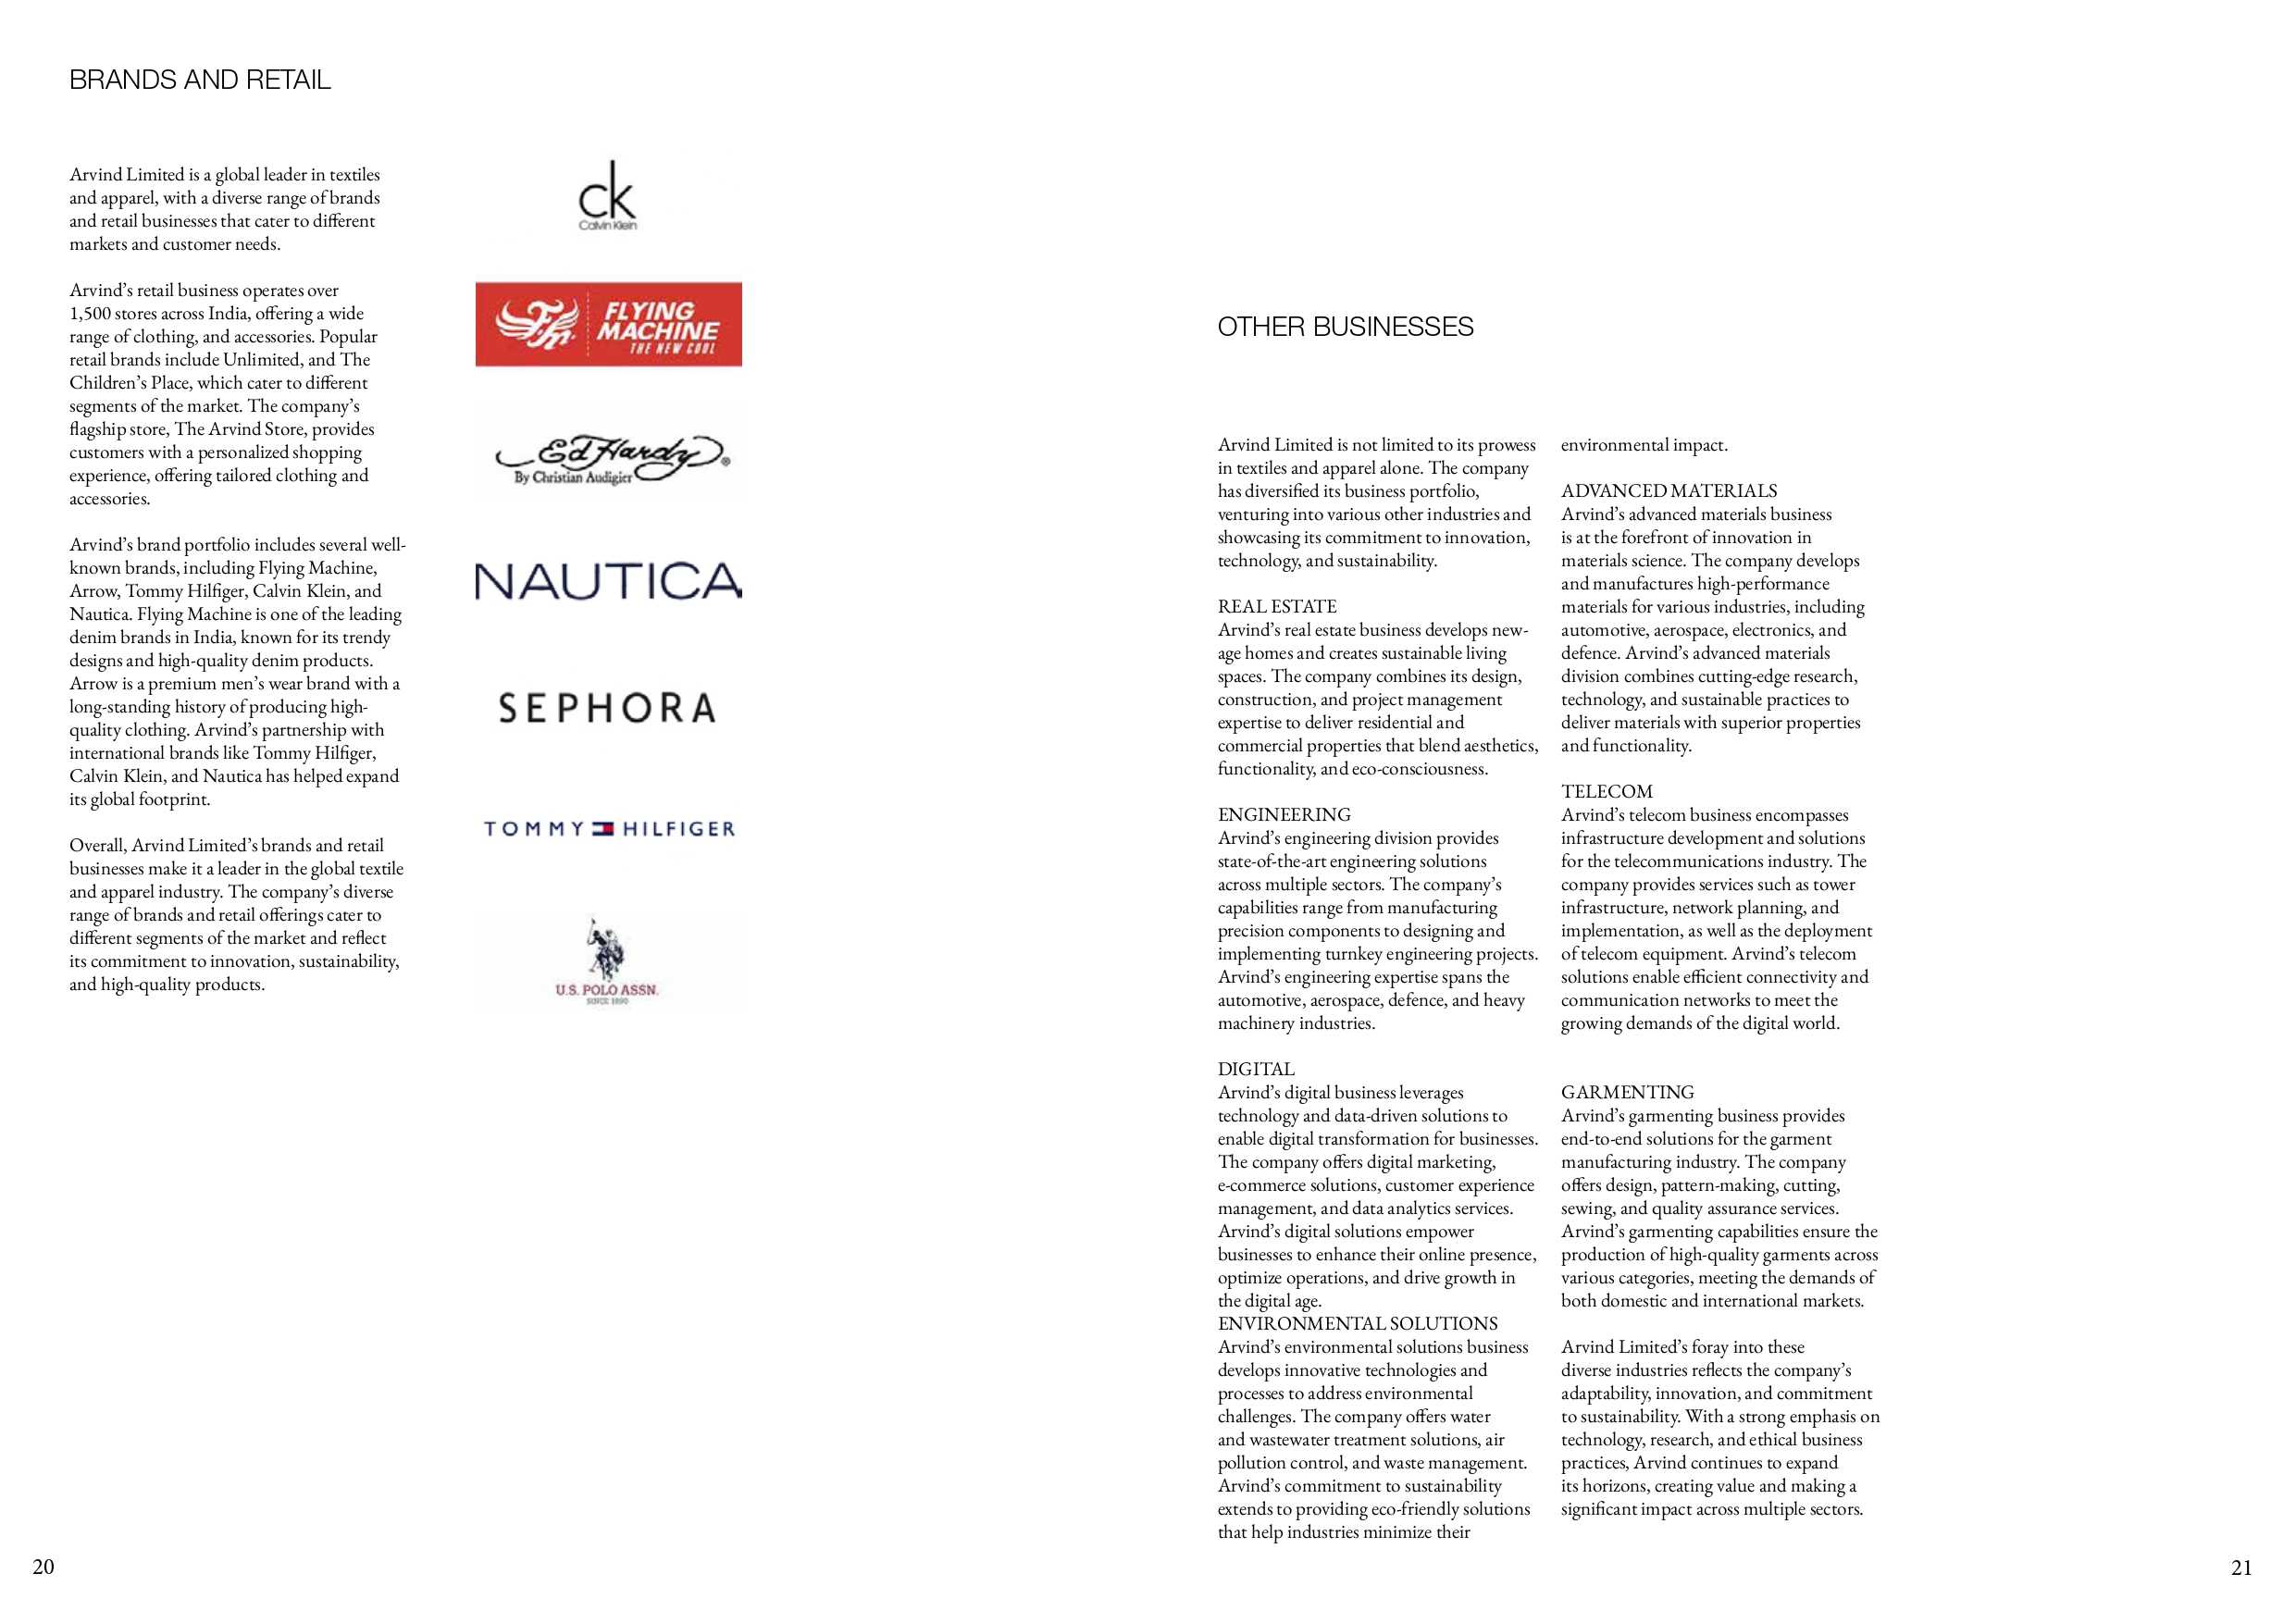 BRANDS AND RETAIL
Arvind Limited is a global leader in textiles
and apparel, with a diverse range of brands
and retail businesses that cater to different
markets and customer needs.
Arvind’s retail business operates over
1,500 stores across India, offering a wide
range of clothing, and accessories. Popular
retail brands include Unlimited, and The
Children’s Place, which cater to different
segments of the market. The company’s
flagship store, The Arvind Store, provides
customers with a personalized shopping
experience, offering tailored clothing and
accessories.
Arvind’s brand portfolio includes several well-
known brands, including Flying Machine,
Arrow, Tommy Hilfiger, Calvin Klein, and
Nautica. Flying Machine is one of the leading
denim brands in India, known for its trendy
designs and high-quality denim products.
Arrow is a premium men’s wear brand with a
long-standing history of producing high-
quality clothing. Arvind’s partnership with
international brands like Tommy Hilfiger,
Calvin Klein, and Nautica has helped expand
its global footprint.
Overall, Arvind Limited’s brands and retail
businesses make it a leader in the global textile
and apparel industry. The company’s diverse
range of brands and retail offerings cater to
different segments of the market and reflect
its commitment to innovation, sustainability,
and high-quality products.
ck
Calvin Klein
Fm.
FLYING
MACHINE
THE NEW COOL
Ed Hardy®
By Christian Audigier
NAUTICA
SEPHORA
TOMMY HILFIGER
U.S. POLO ASSN.
SINCE 1890
20
OTHER BUSINESSES
Arvind Limited is not limited to its prowess
in textiles and apparel alone. The company
has diversified its business portfolio,
venturing into various other industries and
showcasing its commitment to innovation,
technology, and sustainability.
REAL ESTATE
Arvind’s real estate business develops new-
age homes and creates sustainable living
spaces. The company combines its design,
construction, and project management
expertise to deliver residential and
commercial properties that blend aesthetics,
functionality, and eco-consciousness.
ENGINEERING
Arvind’s engineering division provides
state-of-the-art engineering solutions
across multiple sectors. The company’s
capabilities range from manufacturing
precision components to designing and
implementing turnkey engineering projects.
Arvind’s engineering expertise spans the
automotive, aerospace, defence, and heavy
machinery industries.
DIGITAL
Arvind’s digital business leverages
technology and data-driven solutions to
enable digital transformation for businesses.
The company offers digital marketing,
e-commerce solutions, customer experience
management, and data analytics services.
Arvind’s digital solutions empower
businesses to enhance their online presence,
optimize operations, and drive growth in
the digital age.
ENVIRONMENTAL SOLUTIONS
Arvind’s environmental solutions business
develops innovative technologies and
processes to address environmental
challenges. The company offers water
and wastewater treatment solutions, air
pollution control, and waste management.
Arvind’s commitment to sustainability
extends to providing eco-friendly solutions
that help industries minimize their
environmental impact.
ADVANCED MATERIALS
Arvind’s advanced materials business
is at the forefront of innovation in
materials science. The company develops
and manufactures high-performance
materials for various industries, including
automotive, aerospace, electronics, and
defence. Arvind’s advanced materials
division combines cutting-edge research,
technology, and sustainable practices to
deliver materials with superior properties
and functionality.
TELECOM
Arvind’s telecom business encompasses
infrastructure development and solutions
for the telecommunications industry. The
company provides services such as tower
infrastructure, network planning, and
implementation, as well as the deployment
of telecom equipment. Arvind’s telecom
solutions enable efficient connectivity and
communication networks to meet the
growing demands of the digital world.
GARMENTING
Arvind’s garmenting business provides
end-to-end solutions for the garment
manufacturing industry. The company
offers design, pattern-making, cutting,
sewing, and quality assurance services.
Arvind’s garmenting capabilities ensure the
production of high-quality garments across
various categories, meeting the demands of
both domestic and international markets.
Arvind Limited’s foray into these
diverse industries reflects the company’s
adaptability, innovation, and commitment
to sustainability. With a strong emphasis on
technology, research, and ethical business
practices, Arvind continues to expand
its horizons, creating value and making a
significant impact across multiple sectors.
21